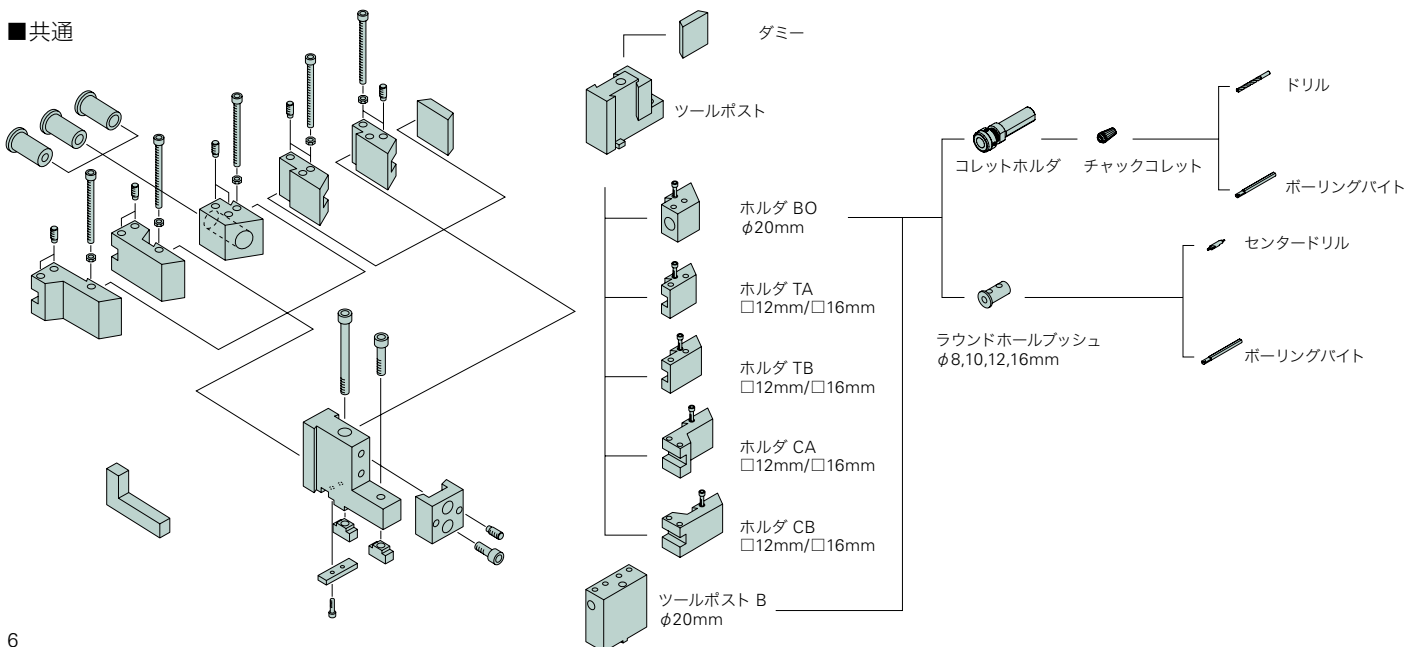 ■共通
ダミー
ツールポスト
ホルダ BO
φ20mm
ホルダ TA
□12mm/□16mm
ホルダ TB
□12mm/□16mm
ホルダ CA
□12mm/□16mm
ホルダ CB
□12mm/□16mm
ツールポスト B
φ20mm
コレットホルダ
チャックコレット
ドリル
ボーリングバイト
ラウンドホールブッシュ
φ8,10,12,16mm
センタードリル
ボーリングバイト
6